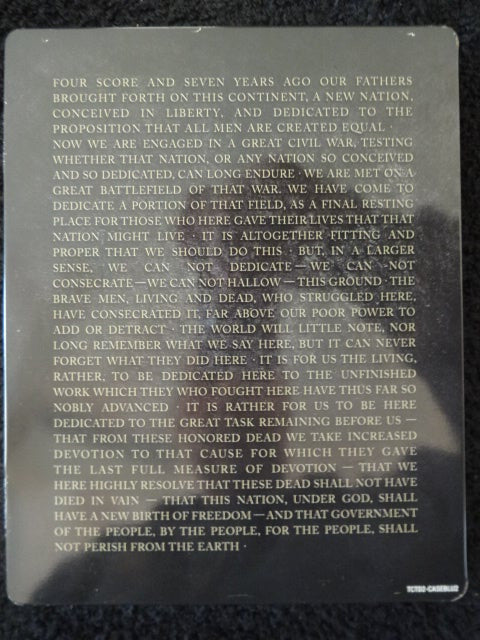 FOUR SCORE AND SEVEN YEARS AGO OUR FATHERS
BROUGHT FORTH ON THIS CONTINENT, A NEW NATION,
CONCEIVED IN LIBERTY, AND DEDICATED TO THE
PROPOSITION THAT ALL MEN ARE CREATED EQUAL ·
NOW WE ARE ENGAGED IN A GREAT CIVIL WAR, TESTING
WHETHER THAT NATION, OR ANY NATION SO CONCEIVED
AND SO DEDICATED, CAN LONG ENDURE · WE ARE MET ON A
GREAT BATTLEFIELD OF THAT WAR. WE HAVE COME TO
DEDICATE A PORTION OF THAT FIELD, AS A FINAL RESTING
PLACE FOR THOSE WHO HERE GAVE THEIR LIVES THAT THAT
NATION MIGHT LIVE · IT IS ALTOGETHER FITTING AND
PROPER THAT WE SHOULD DO THIS · BUT, IN A LARGER
SENSE, WE CAN NOT DEDICATE — WE CAN NOT
CONSECRATE — WE CAN NOT HALLOW — THIS GROUND · THE
BRAVE MEN, LIVING AND DEAD, WHO STRUGGLED HERE,
HAVE CONSECRATED IT, FAR ABOVE OUR POOR POWER TO
ADD OR DETRACT · THE WORLD WILL LITTLE NOTE, NOR
LONG REMEMBER WHAT WE SAY HERE, BUT IT CAN NEVER
FORGET WHAT THEY DID HERE · IT IS FOR US THE LIVING,
RATHER, TO BE DEDICATED HERE TO THE UNFINISHED
WORK WHICH THEY WHO FOUGHT HERE HAVE THUS FAR SO
NOBLY ADVANCED · IT IS RATHER FOR US TO BE HERE
DEDICATED TO THE GREAT TASK REMAINING BEFORE US —
THAT FROM THESE HONORED DEAD WE TAKE INCREASED
DEVOTION TO THAT CAUSE FOR WHICH THEY GAVE
THE LAST FULL MEASURE OF DEVOTION — THAT WE
HERE HIGHLY RESOLVE THAT THESE DEAD SHALL NOT HAVE
DIED IN VAIN — THAT THIS NATION, UNDER GOD, SHALL
HAVE A NEW BIRTH OF FREEDOM — AND THAT GOVERNMENT
OF THE PEOPLE, BY THE PEOPLE, FOR THE PEOPLE, SHALL
NOT PERISH FROM THE EARTH ·
TCTD2-CASEBLU2